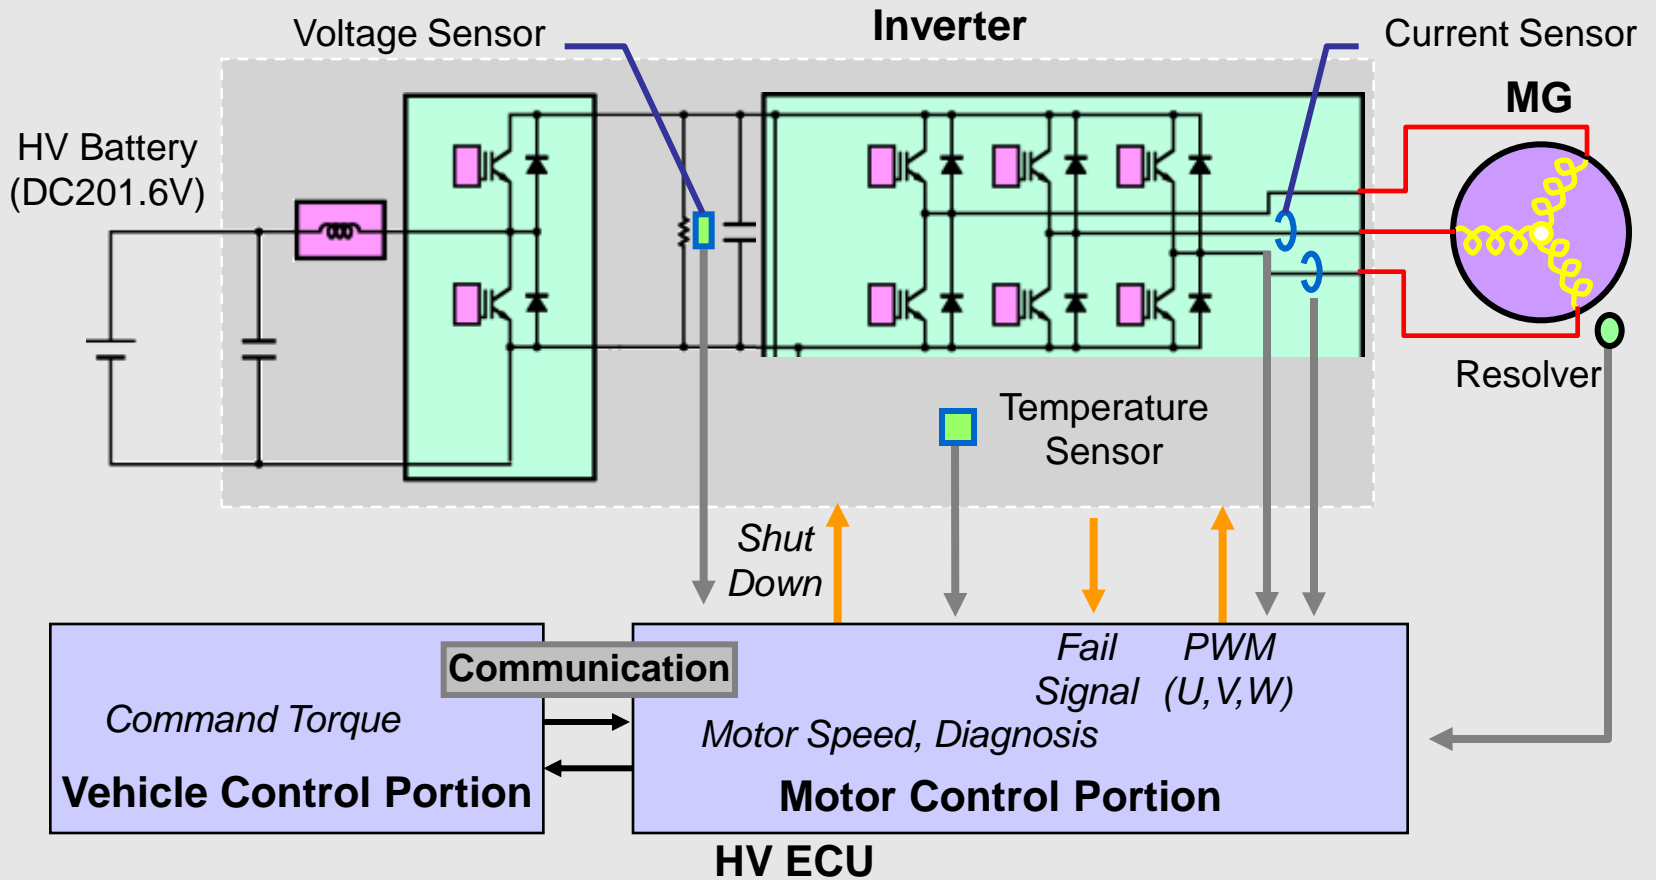 Inverter
Voltage Sensor
Current Sensor
MG
HV Battery
(DC201.6V)
Resolver
Temperature
Sensor
Shut
Down
Fail
Signal
PWM
(U,V,W)
Communication
Command Torque
Motor Speed, Diagnosis
Vehicle Control Portion
Motor Control Portion
HV ECU